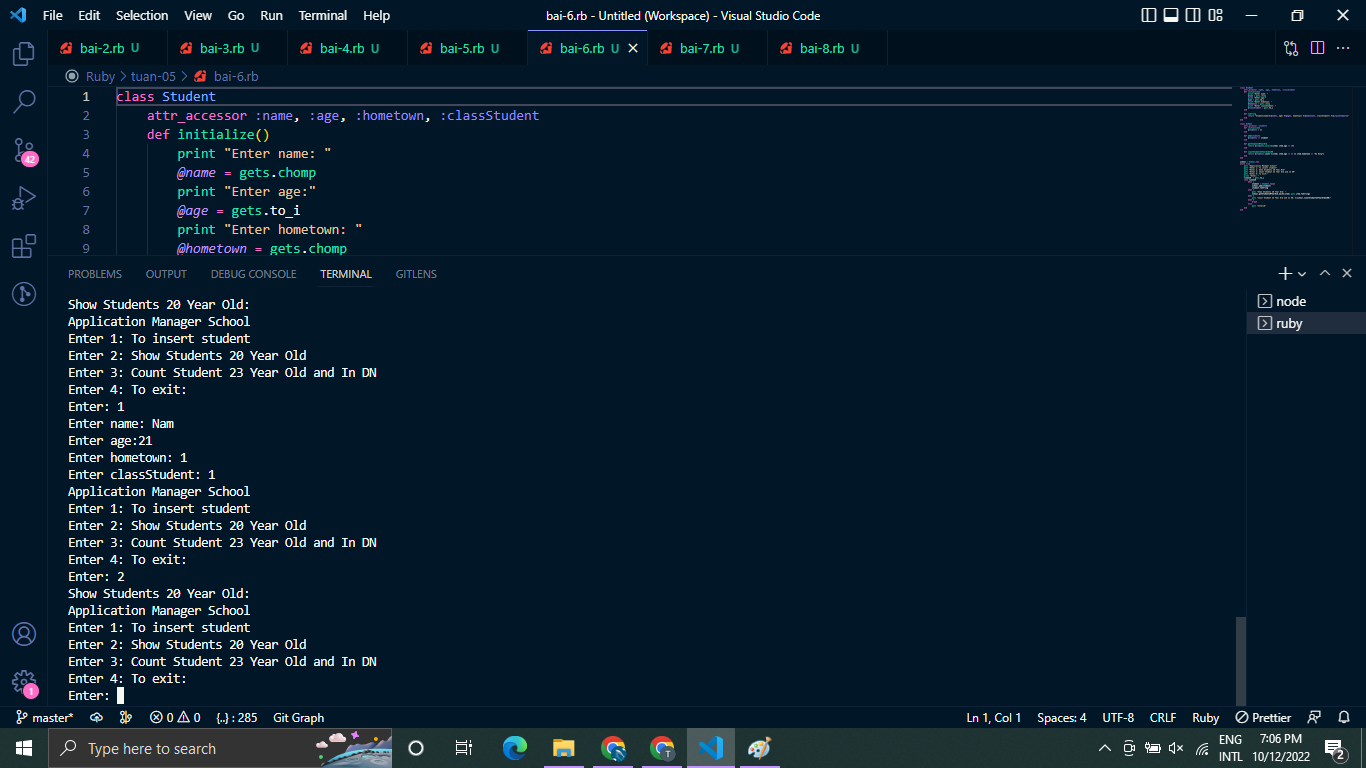 File Edit Selection View Go Run Terminal Help bai-6.rb - Untitled (Workspace) - Visual Studio Code
bai-2.rb U bai-3.rb U bai-4.rb U bai-5.rb U bai-6.rb U bai-7.rb U bai-8.rb U
Ruby > tuan-05 > bai-6.rb
1 class Student
2 attr_accessor :name, :age, :hometown, :classStudent
3 def initialize()
4 print "Enter name: "
5 @name = gets.chomp
6 print "Enter age:"
7 @age = gets.to_i
8 print "Enter hometown: "
9 @hometown = gets.chomp
42
PROBLEMS OUTPUT DEBUG CONSOLE TERMINAL GITLENS
node
ruby
Show Students 20 Year Old:
Application Manager School
Enter 1: To insert student
Enter 2: Show Students 20 Year Old
Enter 3: Count Student 23 Year Old and In DN
Enter 4: To exit:
Enter: 1
Enter name: Nam
Enter age:21
Enter hometown: 1
Enter classStudent: 1
Application Manager School
Enter 1: To insert student
Enter 2: Show Students 20 Year Old
Enter 3: Count Student 23 Year Old and In DN
Enter 4: To exit:
Enter: 2
Show Students 20 Year Old:
Application Manager School
Enter 1: To insert student
Enter 2: Show Students 20 Year Old
Enter 3: Count Student 23 Year Old and In DN
Enter 4: To exit:
Enter:
1
master* 0 0 {..} : 285 Git Graph Ln 1, Col 1 Spaces: 4 UTF-8 CRLF Ruby Prettier
Type here to search
T
ENG
INTL
7:06 PM
10/12/2022
2